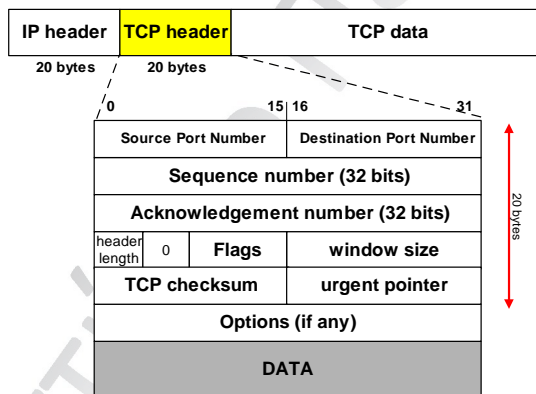 IP header TCP header TCP data
20 bytes 20 bytes
0 15 16 31
Source Port Number Destination Port Number
Sequence number (32 bits)
20 bytes
Acknowledgement number (32 bits)
header length 0 Flags window size
TCP checksum urgent pointer
Options (if any)
DATA